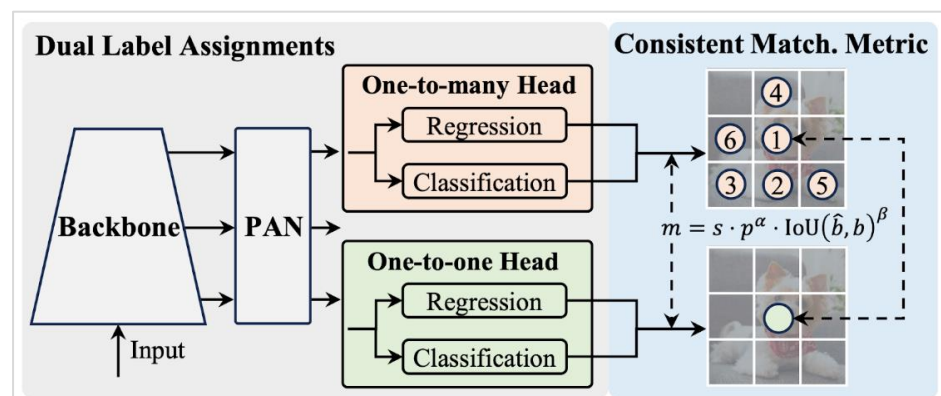 Dual Label Assignments
Consistent Match. Metric
One-to-many Head
Regression
Classification
Backbone
PAN
Input
One-to-one Head
Regression
Classification
4
6 1
3 2 5
m = s · p^α · IoU(b̂, b)^β